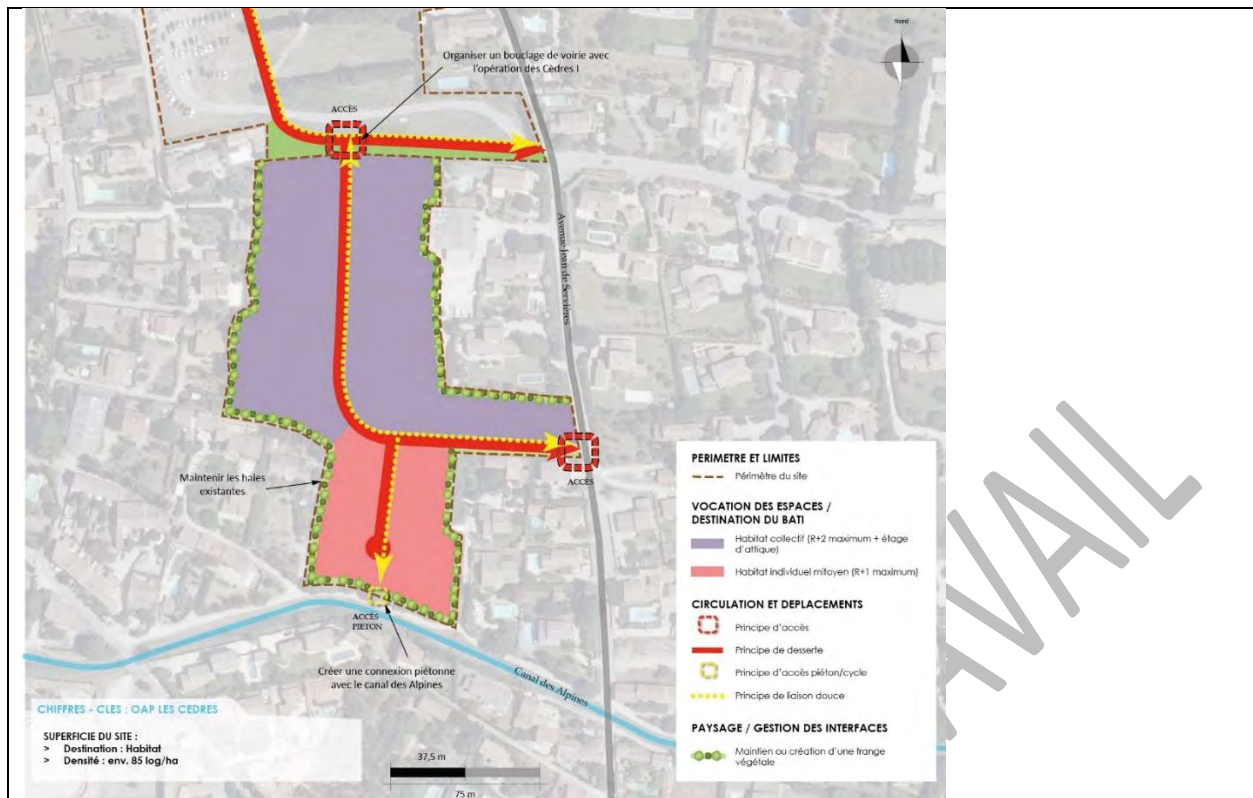 Nord
Organiser un bouclage de voirie avec
l'opération des Cèdres I
ACCÈS
Avenue Jean de Servières
Maintenir les haies
existantes
ACCÈS
ACCÈS
PIETON
Créer une connexion piétonne
avec le canal des Alpines
Canal des Alpines
CHIFFRES - CLES : OAP LES CEDRES
SUPERFICIE DU SITE :
> Destination : Habitat
> Densité : env. 85 log/ha
37,5 m
75 m
PERIMETRE ET LIMITES
Périmètre du site
VOCATION DES ESPACES /
DESTINATION DU BATI
Habitat collectif (R+2 maximum + étage
d'attique)
Habitat individuel mitoyen (R+1 maximum)
CIRCULATION ET DEPLACEMENTS
Principe d'accès
Principe de desserte
Principe d'accès piéton/cycle
Principe de liaison douce
PAYSAGE / GESTION DES INTERFACES
Maintien ou création d'une frange
végétale
AVAIL